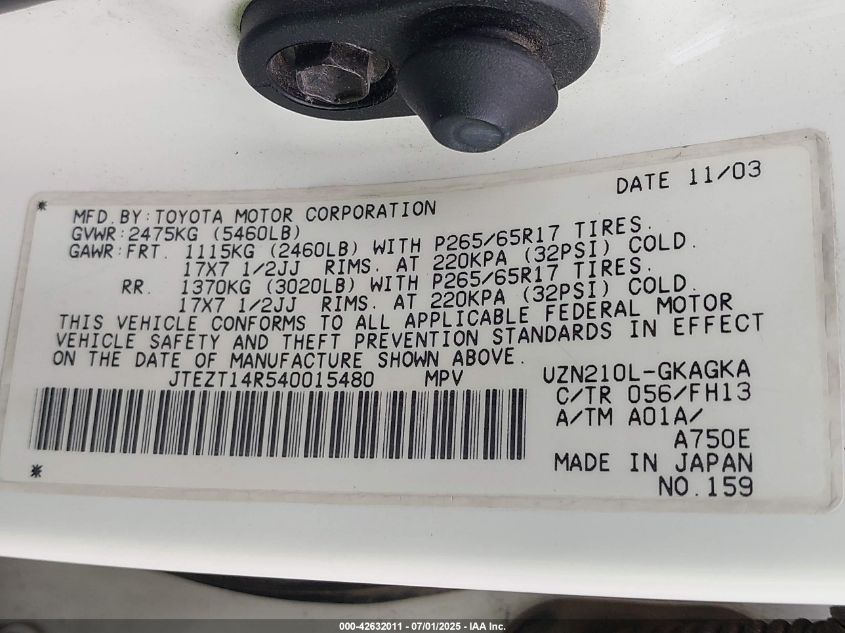 DATE 11/03
MFD.BY:TOYOTA MOTOR CORPORATION
GVWR:2475KG (5460LB)
GAWR:FRT. 1115KG (2460LB) WITH P265/65R17 TIRES.
17X7 1/2JJ RIMS. AT 220KPA (32PSI) COLD.
RR. 1370KG (3020LB) WITH P265/65R17 TIRES.
17X7 1/2JJ RIMS. AT 220KPA (32PSI) COLD.
THIS VEHICLE CONFORMS TO ALL APPLICABLE FEDERAL MOTOR
VEHICLE SAFETY AND THEFT PREVENTION STANDARDS IN EFFECT
ON THE DATE OF MANUFACTURE SHOWN ABOVE.
JTEZT14R540015480 MPV UZN210L-GKAGKA
C/TR 056/FH13
A/TM A01A/
A750E
MADE IN JAPAN
NO.159
000-42632011 - 07/01/2025 - IAA Inc.